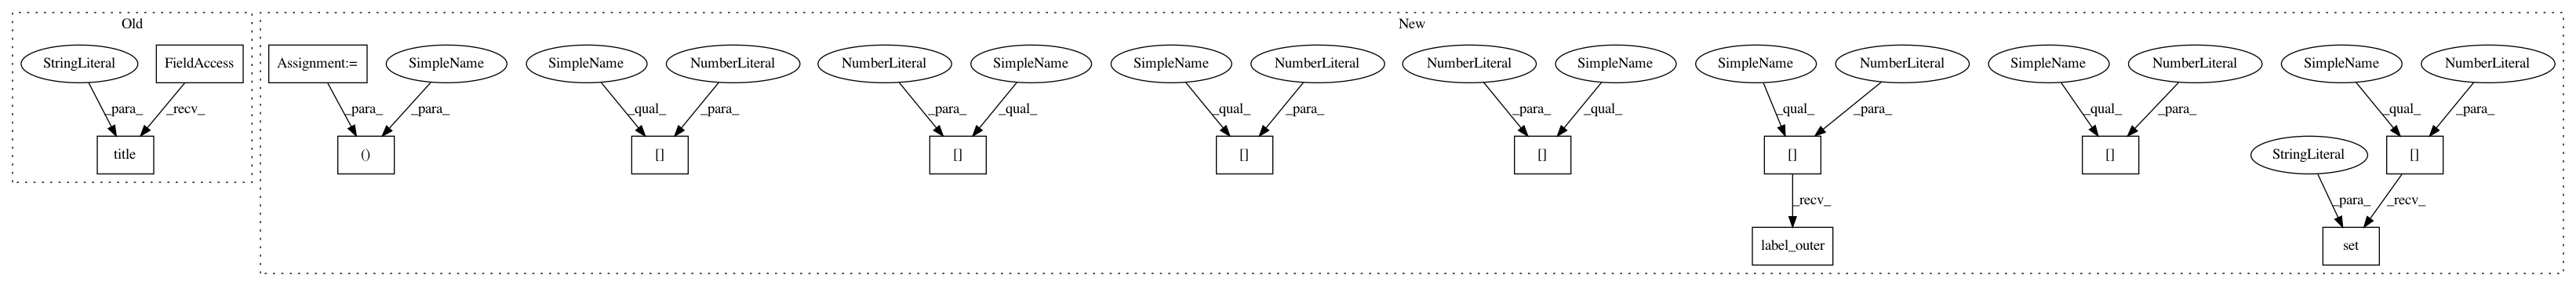 Old New
StringLiteral FieldAccess Assignment:= SimpleName SimpleName NumberLiteral NumberLiteral SimpleName SimpleName NumberLiteral NumberLiteral SimpleName SimpleName NumberLiteral SimpleName NumberLiteral SimpleName NumberLiteral
_para_ _recv_ _para_ _para_ _qual_ _para_ _para_ _qual_ _qual_ _para_ _para_ _qual_ _qual_ _para_ _qual_ _para_ _qual_ _para_
title () [] [] [] [] [] [] StringLiteral []
_recv_ _para_ _recv_
label_outer set